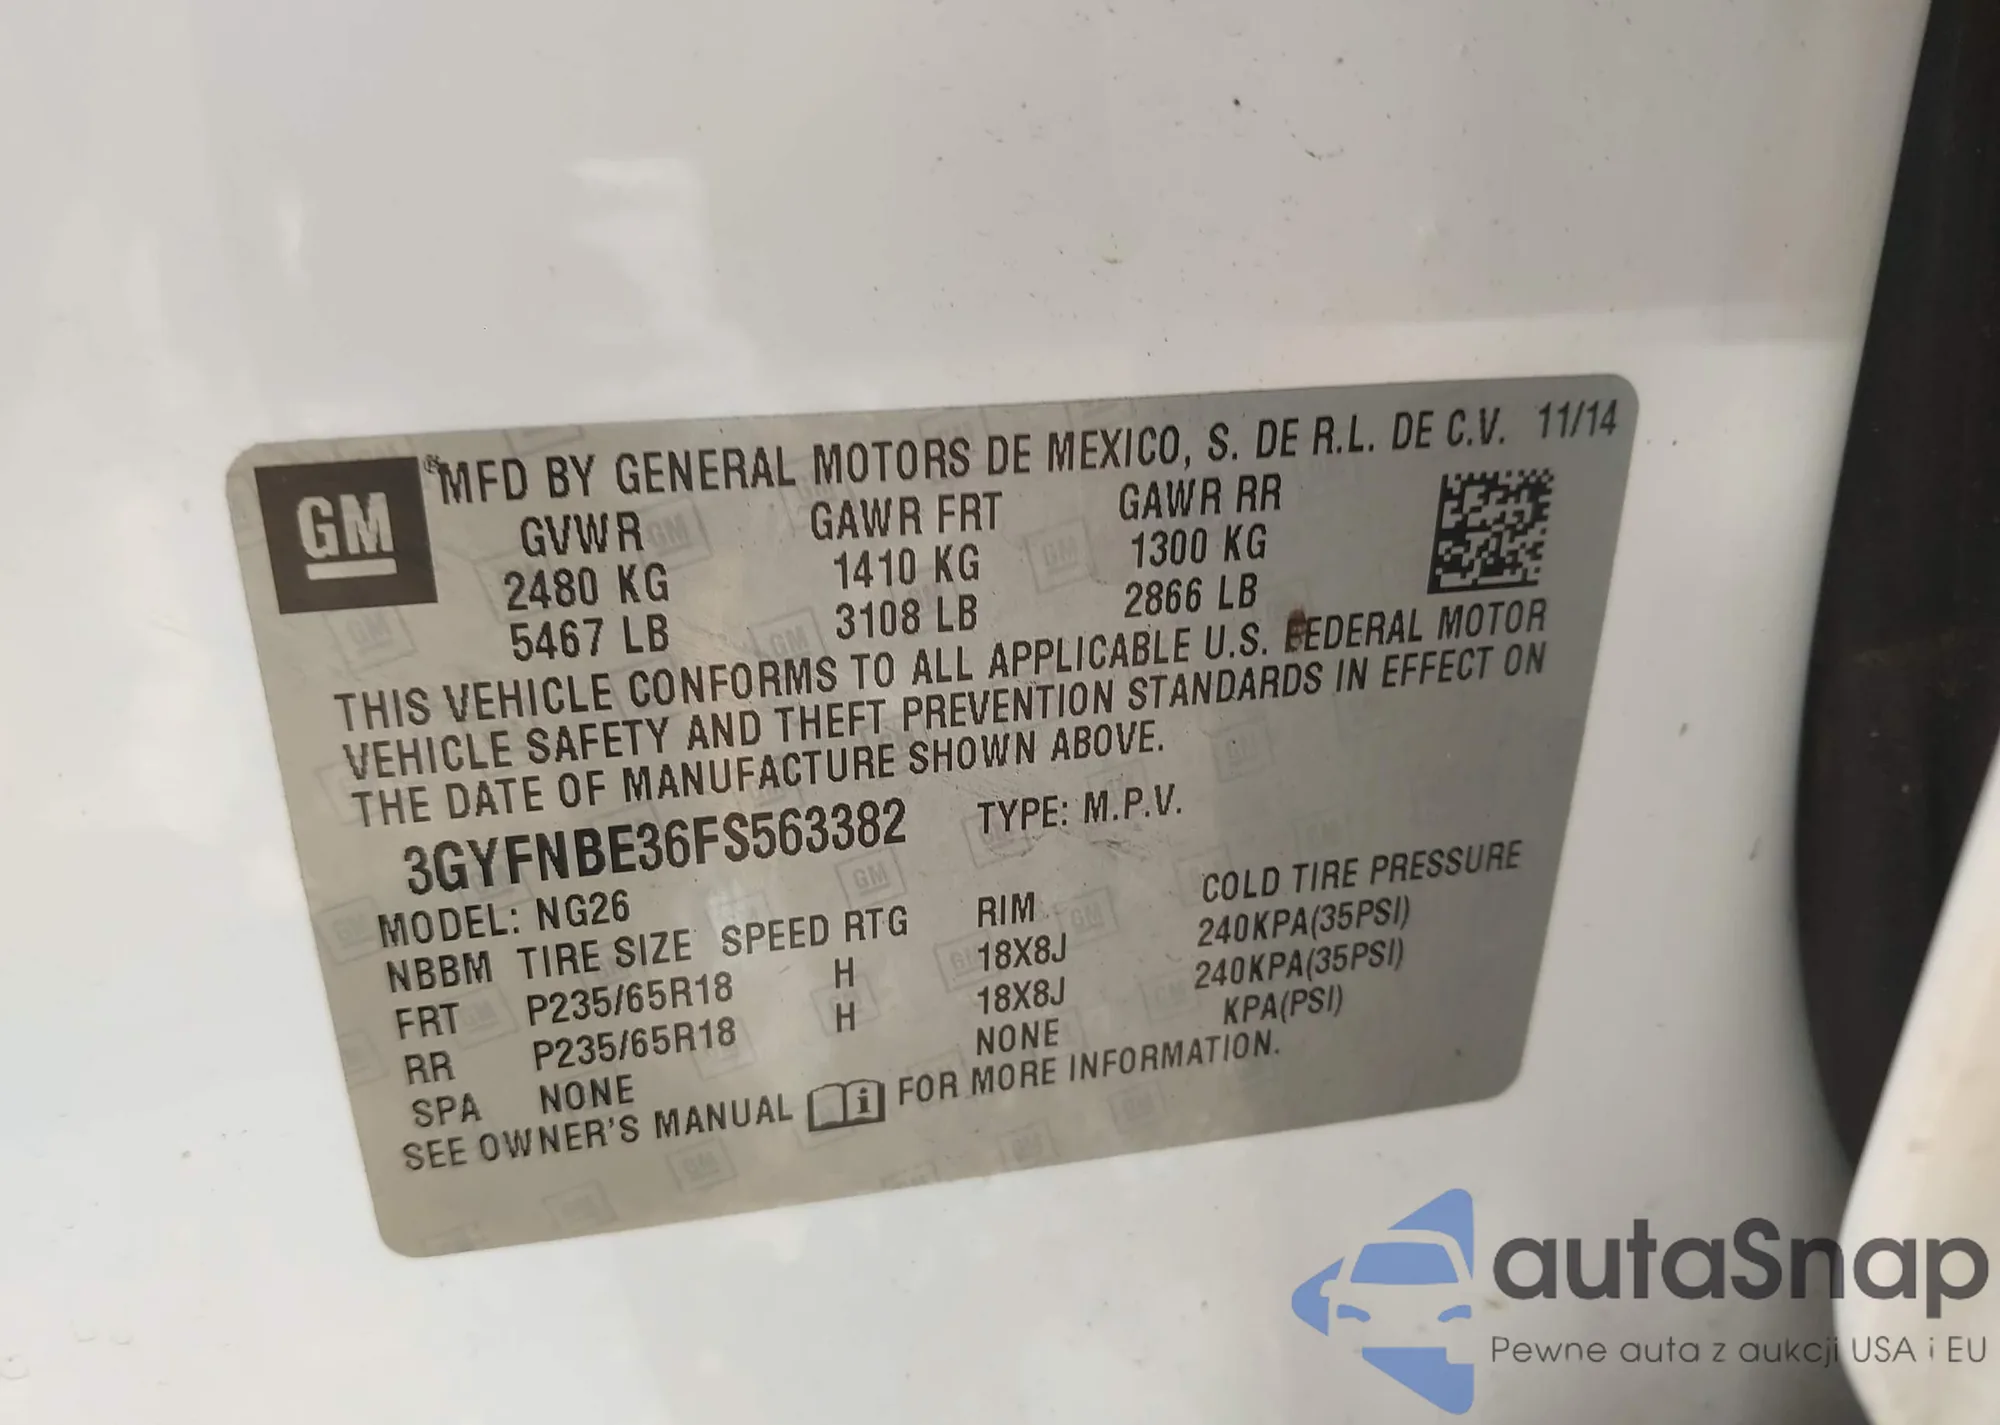 GM
® MFD BY GENERAL MOTORS DE MEXICO, S. DE R.L. DE C.V. 11/14
GVWR GAWR FRT GAWR RR
2480 KG 1410 KG 1300 KG
5467 LB 3108 LB 2866 LB
THIS VEHICLE CONFORMS TO ALL APPLICABLE U.S. FEDERAL MOTOR
VEHICLE SAFETY AND THEFT PREVENTION STANDARDS IN EFFECT ON
THE DATE OF MANUFACTURE SHOWN ABOVE.
3GYFNBE36FS563382 TYPE: M.P.V.
MODEL: NG26
NBBM TIRE SIZE SPEED RTG RIM COLD TIRE PRESSURE
FRT P235/65R18 H 18X8J 240KPA(35PSI)
RR P235/65R18 H 18X8J 240KPA(35PSI)
SPA NONE NONE KPA(PSI)
SEE OWNER'S MANUAL i FOR MORE INFORMATION.
autaSnap
Pewne auta z aukcji USA i EU